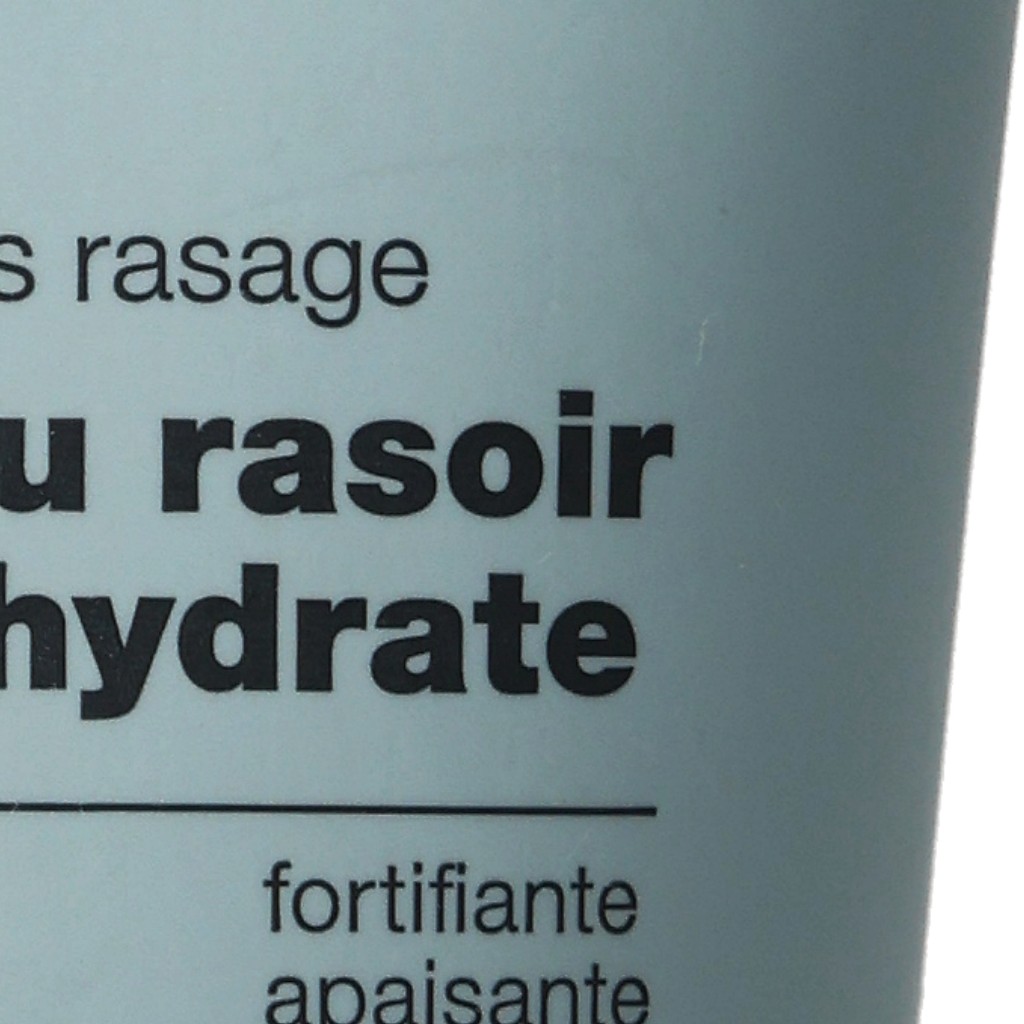 s rasage
u rasoir
hydrate
fortifiante
apaisante